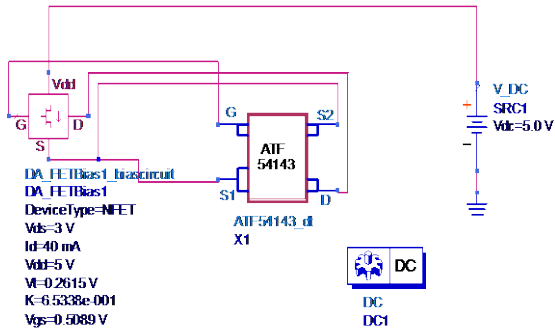 Vdd
G
D
S
DA_FETBias1_biascircuit
DA_FETBias1
DeviceType=NFET
Vds=3 V
Id=40 mA
Vdd=5 V
Vt=0.2615 V
K=6.5338e-001
Vgs=0.5089 V
G
S2
ATF
54143
S1
D
ATF54143_dt
X1
V_DC
SRC1
Vdc=5.0 V
+
-
DC
DC
DC1